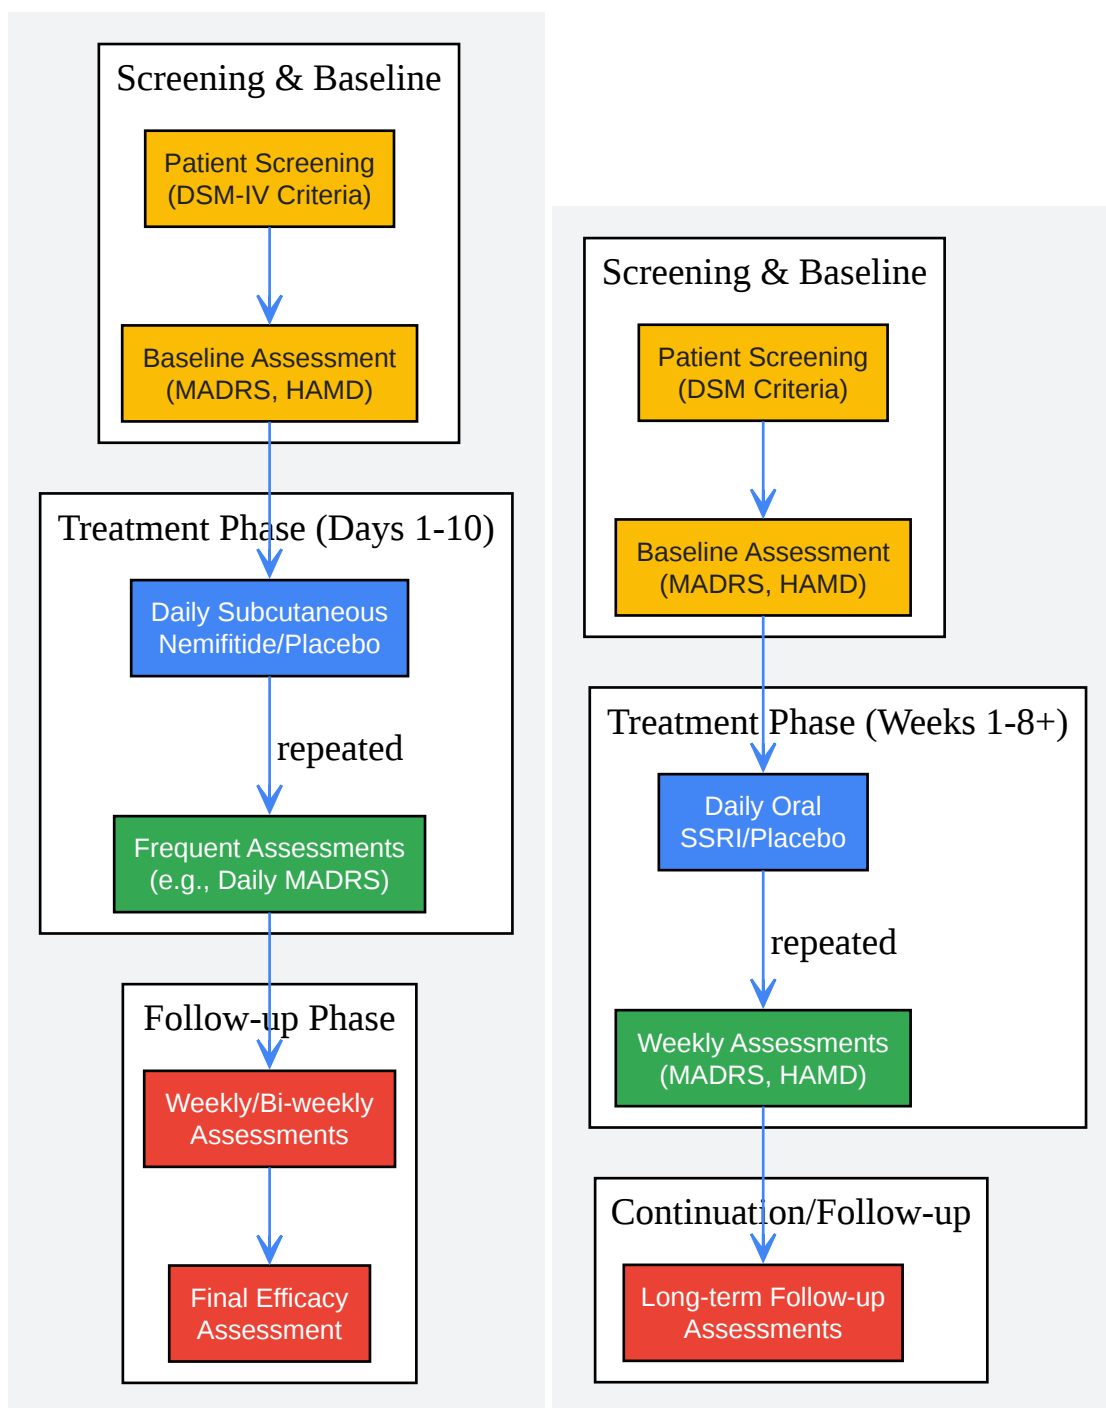 Screening & Baseline
Patient Screening
(DSM-IV Criteria)
Baseline Assessment
(MADRS, HAMD)
Treatment Phase (Days 1-10)
Daily Subcutaneous
Nemifitide/Placebo
repeated
Frequent Assessments
(e.g., Daily MADRS)
Follow-up Phase
Weekly/Bi-weekly
Assessments
Final Efficacy
Assessment
Screening & Baseline
Patient Screening
(DSM Criteria)
Baseline Assessment
(MADRS, HAMD)
Treatment Phase (Weeks 1-8+)
Daily Oral
SSRI/Placebo
repeated
Weekly Assessments
(MADRS, HAMD)
Continuation/Follow-up
Long-term Follow-up
Assessments